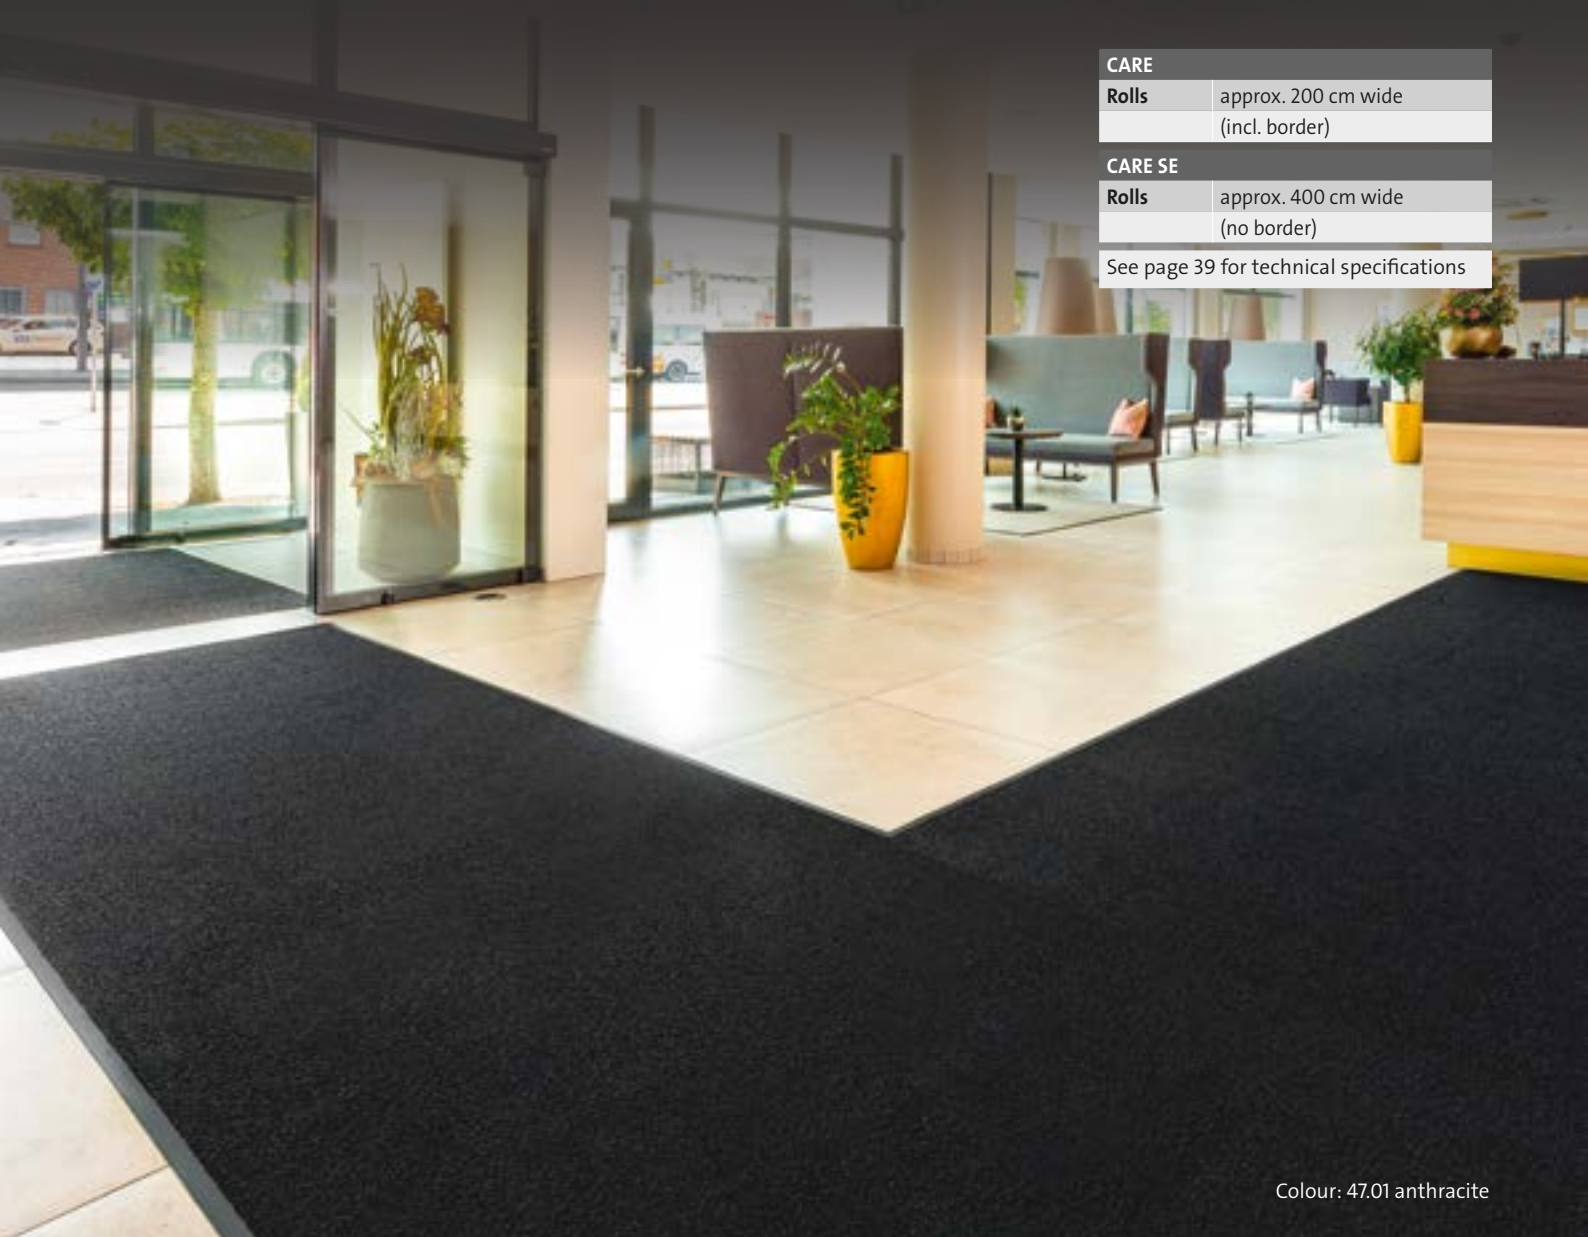 CARE
Rolls approx. 200 cm wide
(incl. border)
CARE SE
Rolls approx. 400 cm wide
(no border)
See page 39 for technical specifications
Colour: 47.01 anthracite